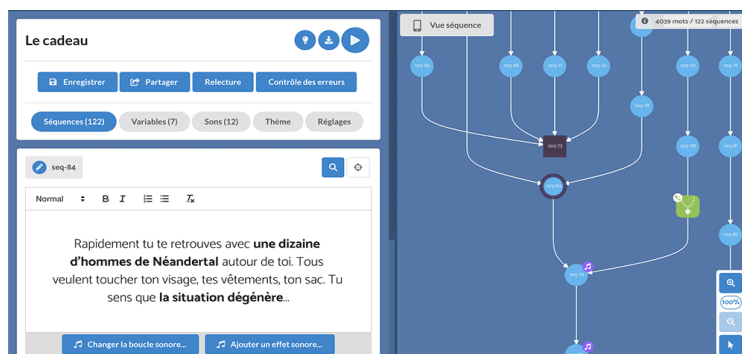 Le cadeau
Enregistrer
Partager
Relecture
Contrôle des erreurs
Séquences (122)
Variables (7)
Sons (12)
Thème
Réglages
seq-84
Normal
B I
Rapidement tu te retrouves avec une dizaine
d'hommes de Néandertal autour de toi. Tous
veulent toucher ton visage, tes vêtements, ton sac. Tu
sens que la situation dégénère...
Changer la boucle sonore...
Ajouter un effet sonore...
Vue séquence
4039 mots / 122 séquences
seq-73
seq-84
100%